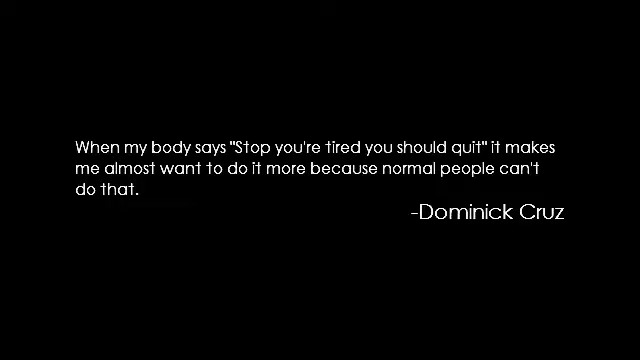 When my body says "Stop you're tired you should quit" it makes
me almost want to do it more because normal people can't
do that.
-Dominick Cruz